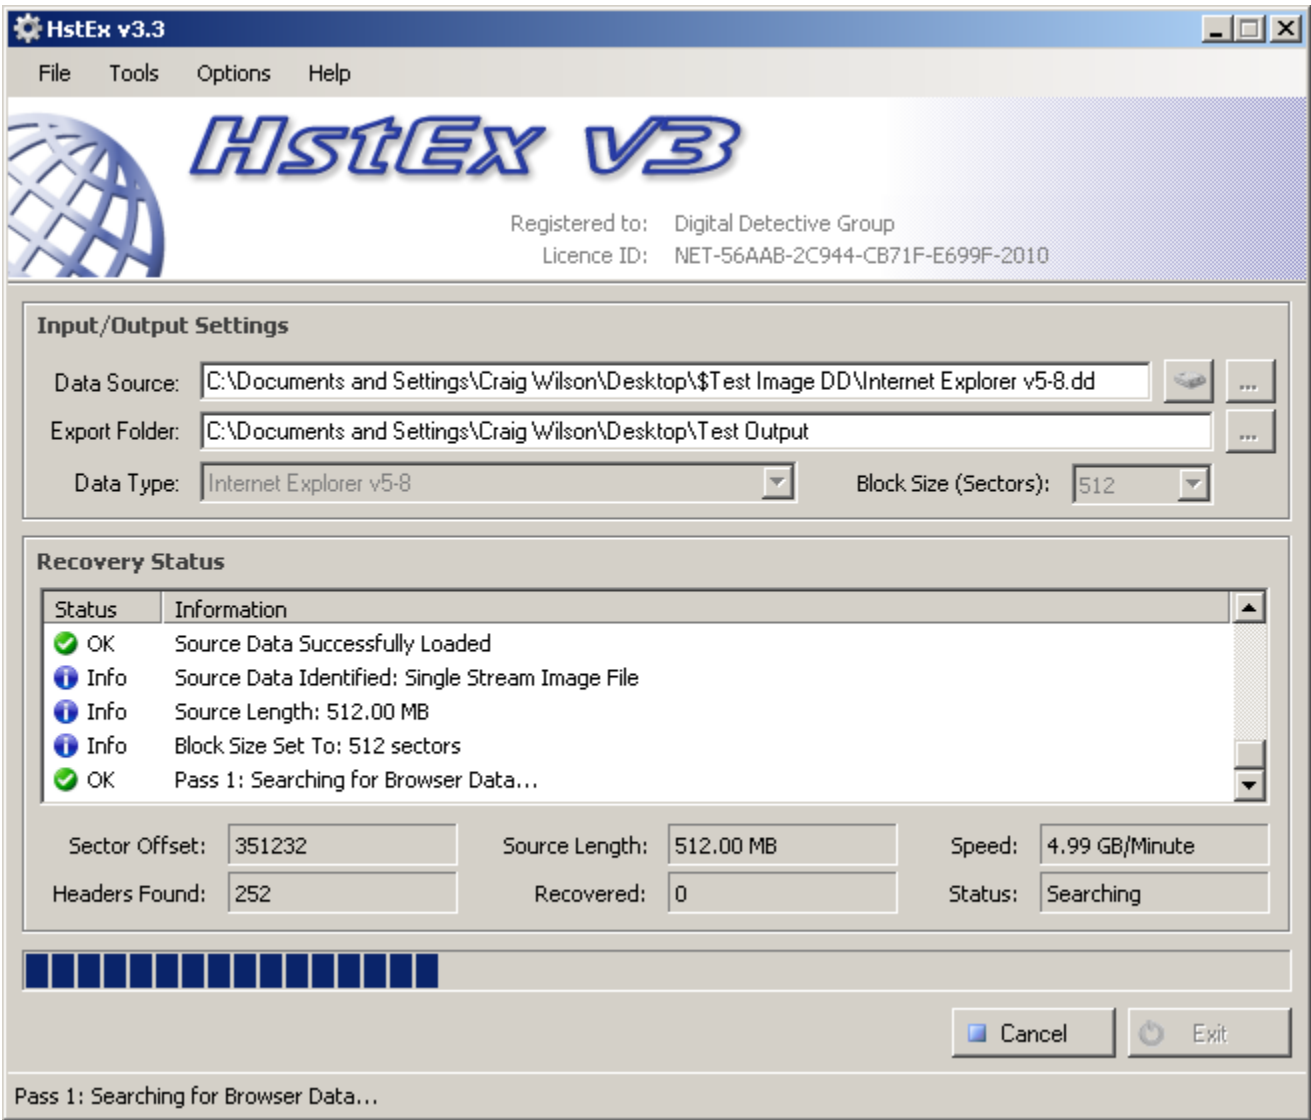 HstEx v3.3
File Tools Options Help
HstEx v3
Registered to: Digital Detective Group
Licence ID: NET-56AAB-2C944-CB71F-E699F-2010
Input/Output Settings
Data Source: C:\Documents and Settings\Craig Wilson\Desktop\$Test Image DD\Internet Explorer v5-8.dd ...
Export Folder: C:\Documents and Settings\Craig Wilson\Desktop\Test Output ...
Data Type: Internet Explorer v5-8 Block Size (Sectors): 512
Recovery Status
Status Information
OK Source Data Successfully Loaded
Info Source Data Identified: Single Stream Image File
Info Source Length: 512.00 MB
Info Block Size Set To: 512 sectors
OK Pass 1: Searching for Browser Data...
Sector Offset: 351232 Source Length: 512.00 MB Speed: 4.99 GB/Minute
Headers Found: 252 Recovered: 0 Status: Searching
Cancel Exit
Pass 1: Searching for Browser Data...